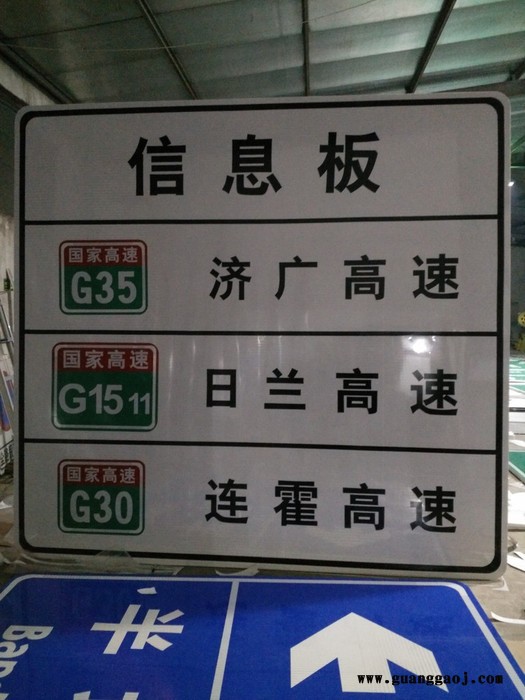 信息板
国家高速
G35
济广高速
国家高速
G1511
日兰高速
国家高速
G30
连霍高速
Ban
www.guanggaoj.com